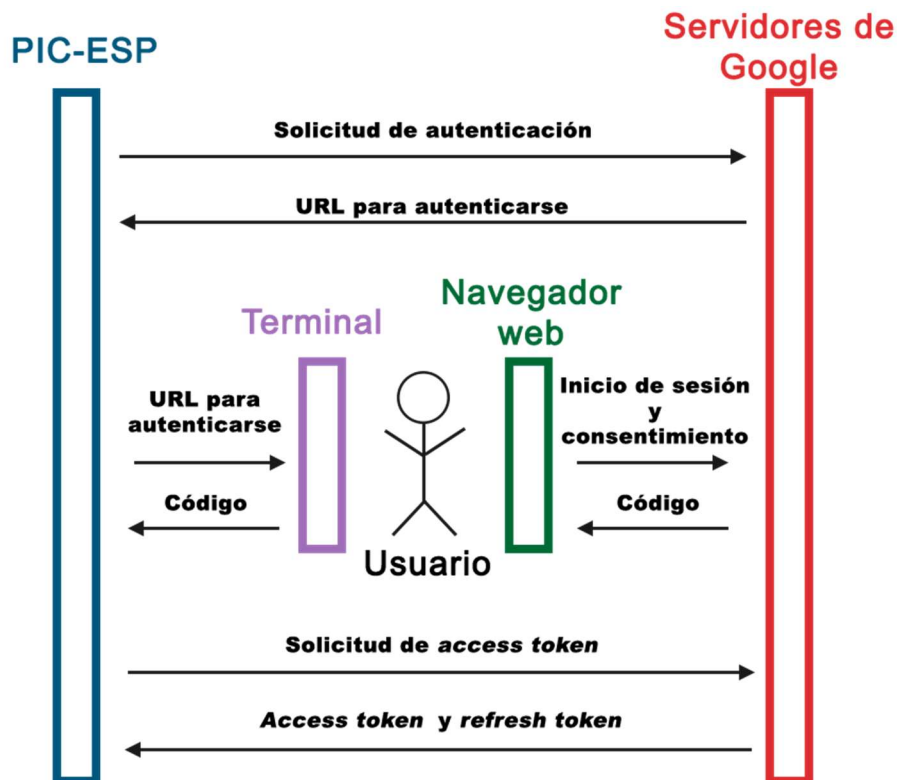 PIC-ESP
Servidores de
Google
Solicitud de autenticación
URL para autenticarse
Terminal
Navegador
web
URL para
autenticarse
Código
Inicio de sesión
y
consentimiento
Código
Usuario
Solicitud de access token
Access token y refresh token